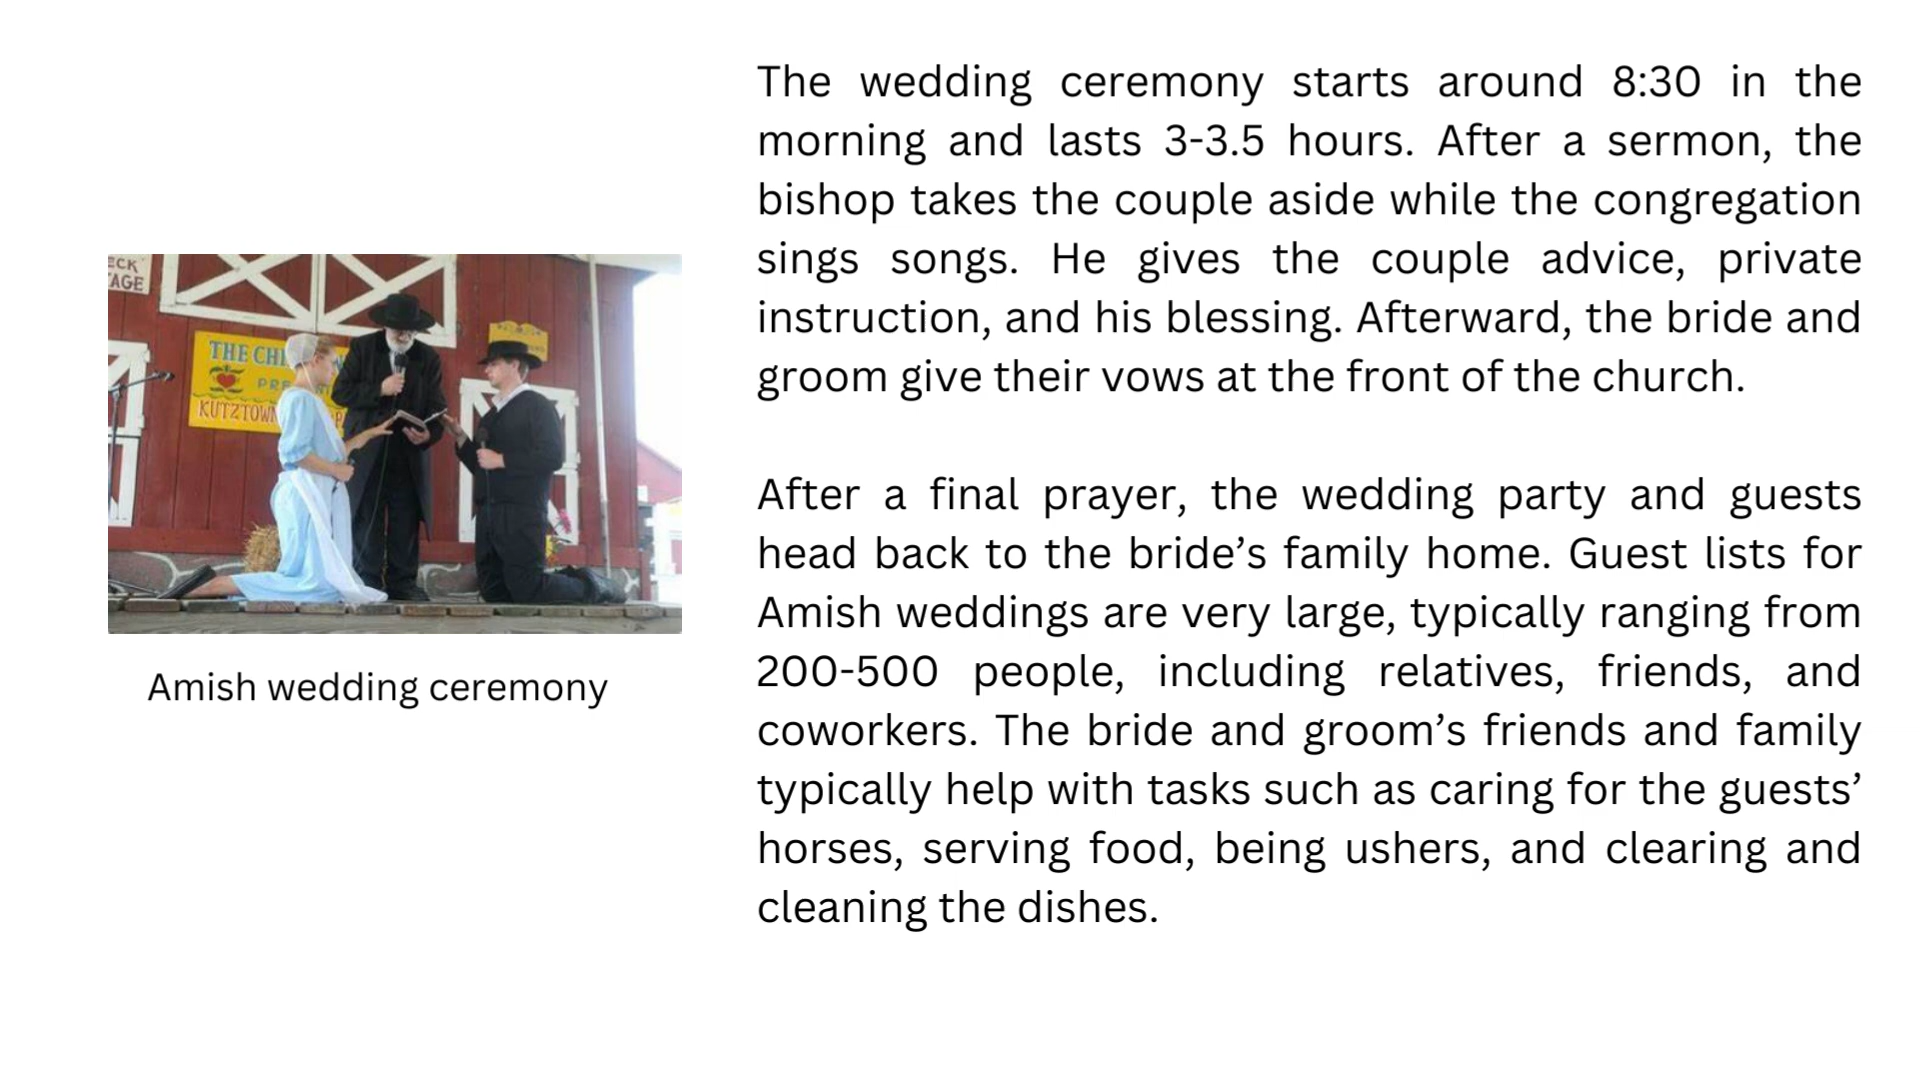 ECK
AGE
THE
KUTZTOWN
Amish wedding ceremony
The wedding ceremony starts around 8:30 in the
morning and lasts 3-3.5 hours. After a sermon, the
bishop takes the couple aside while the congregation
sings songs. He gives the couple advice, private
instruction, and his blessing. Afterward, the bride and
groom give their vows at the front of the church.
After a final prayer, the wedding party and guests
head back to the bride’s family home. Guest lists for
Amish weddings are very large, typically ranging from
200-500 people, including relatives, friends, and
coworkers. The bride and groom’s friends and family
typically help with tasks such as caring for the guests’
horses, serving food, being ushers, and clearing and
cleaning the dishes.